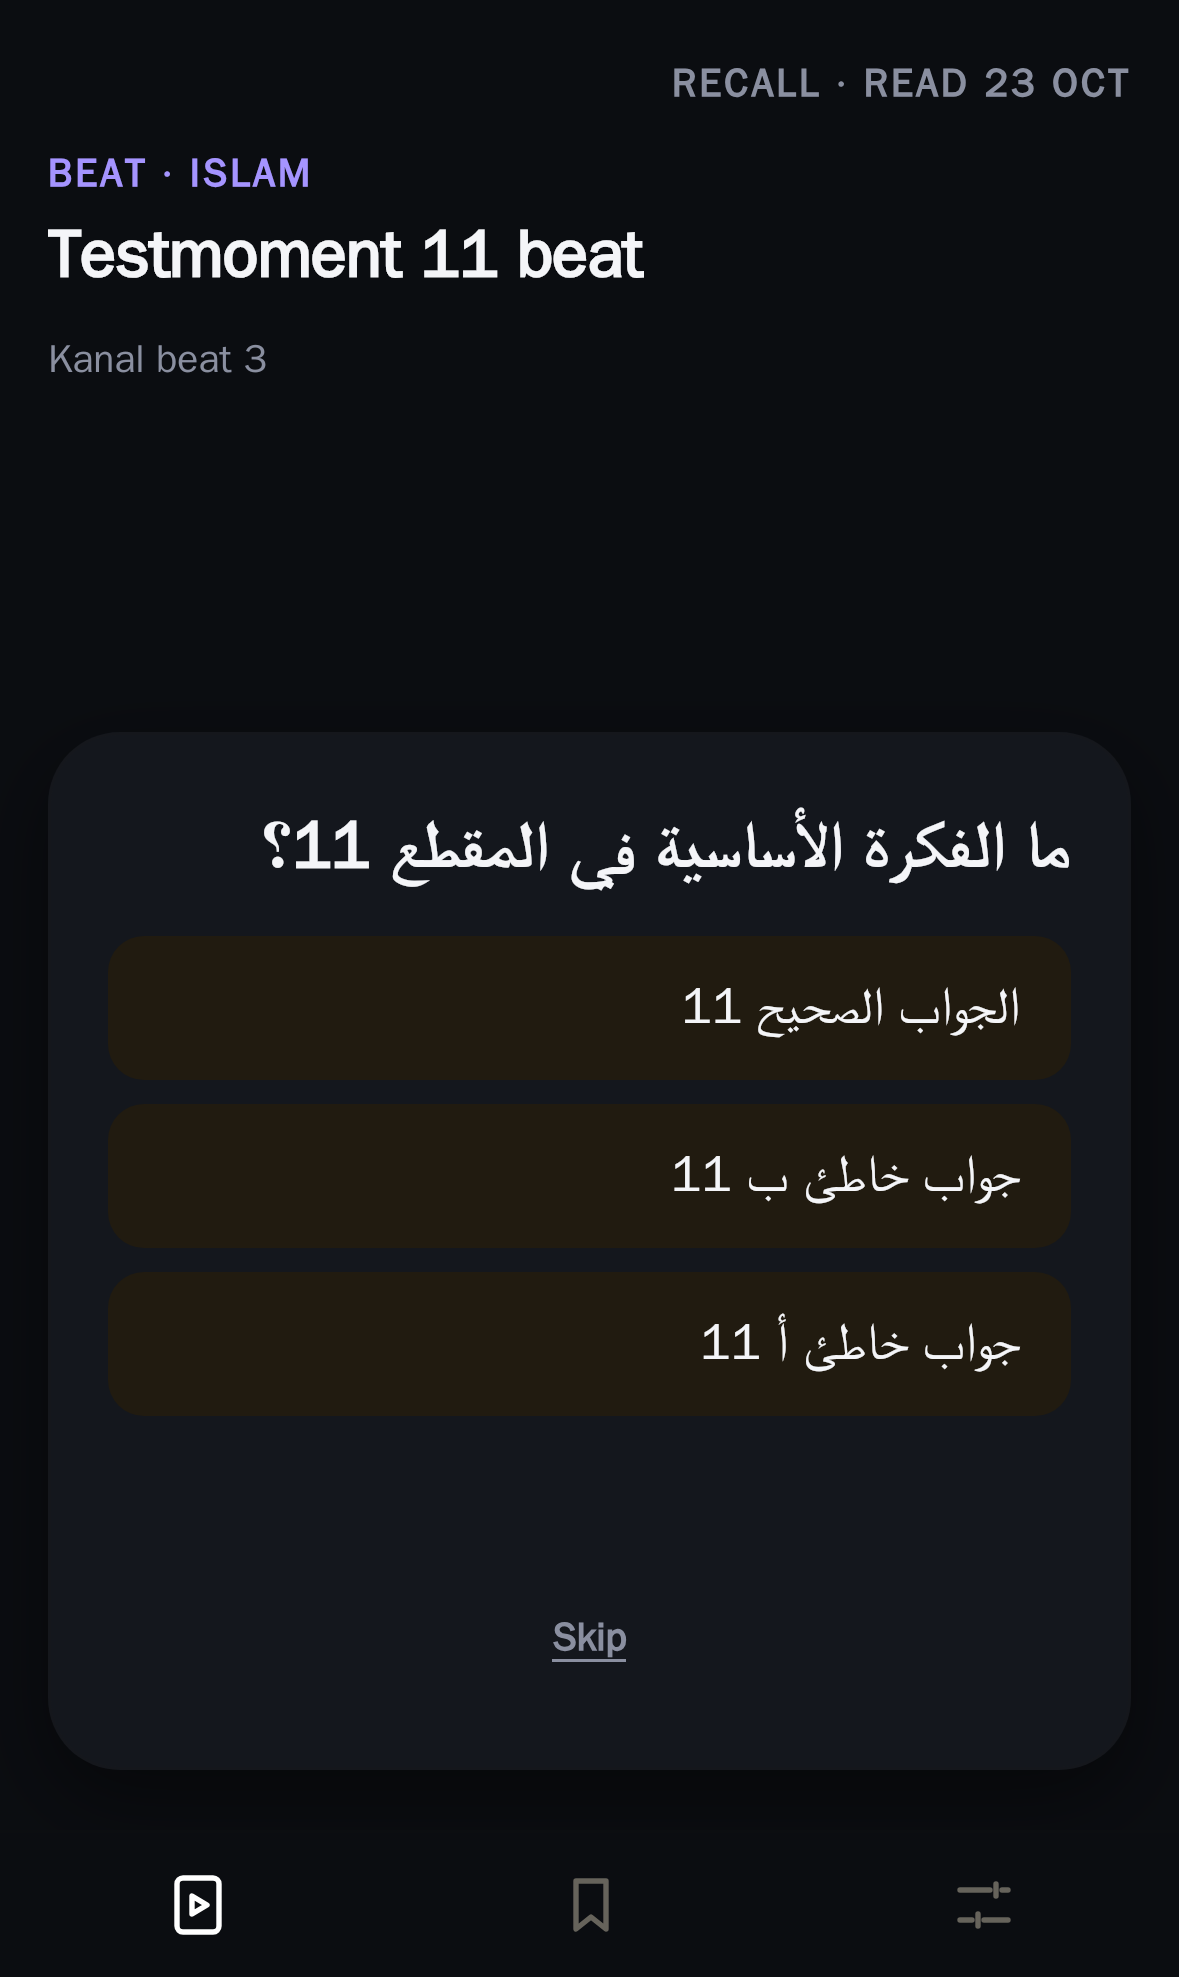 RECALL · READ 23 OCT
BEAT · ISLAM
Testmoment 11 beat
Kanal beat 3
ما الفكرة الأساسية في المقطع 11؟
الجواب الصحيح 11
جواب خاطئ ب 11
جواب خاطئ أ 11
Skip